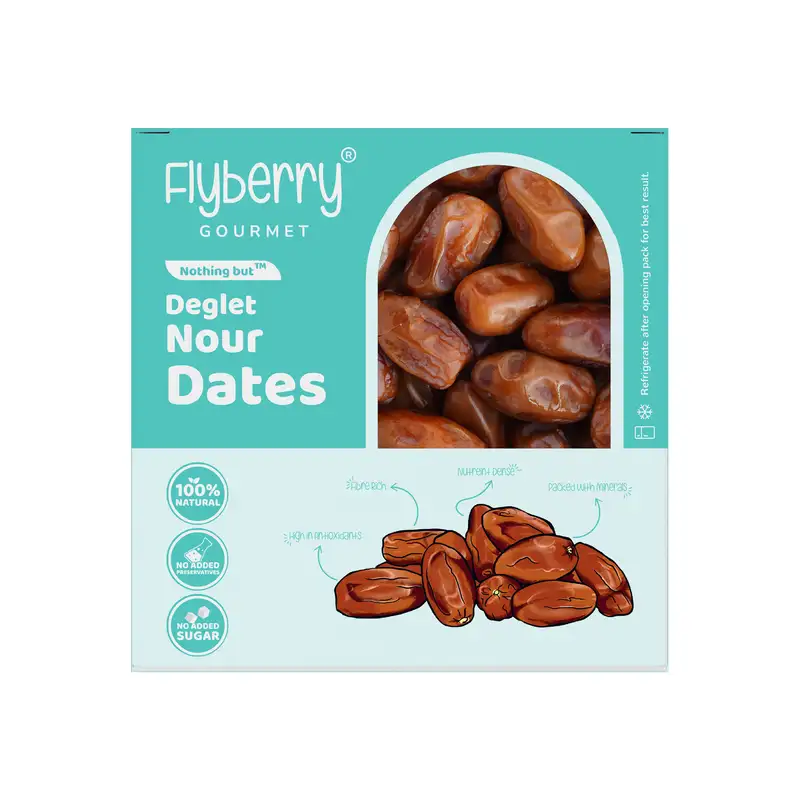 Flyberry®
GOURMET
Nothing but™
Deglet
Nour
Dates
Refrigerate after opening pack for best result.
100%
NATURAL
NO ADDED
PRESERVATIVES
NO ADDED
SUGAR
High in Antioxidants
Fibre Rich
Nutreint Dense
Packed with Minerals